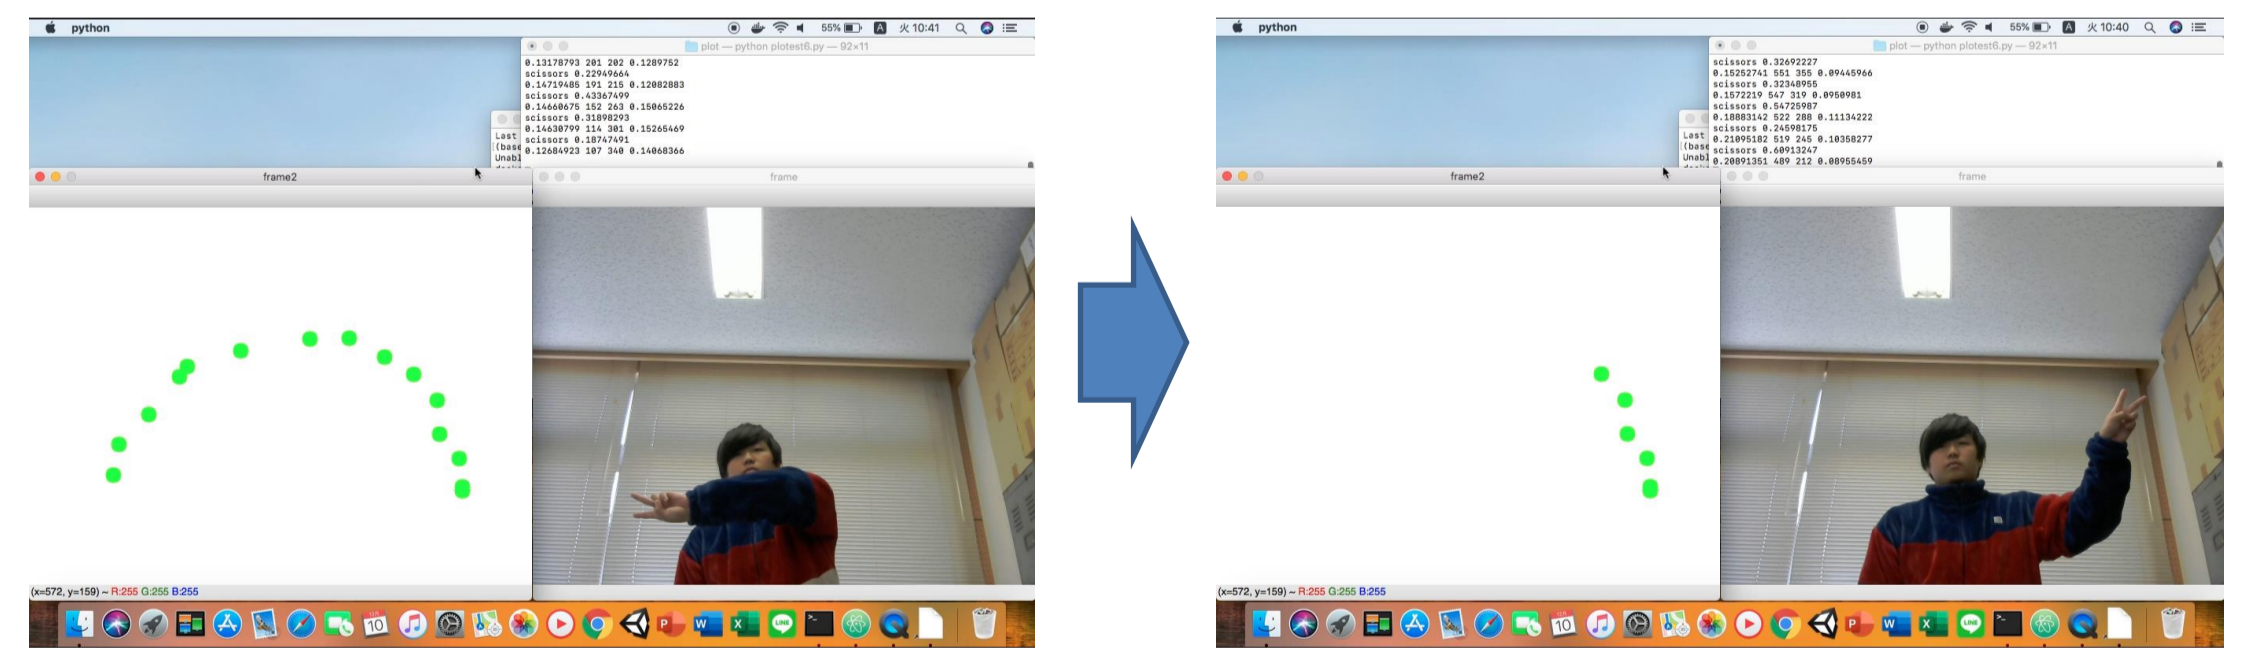 python
55%
A
火 10:41
plot — python plotest6.py — 92×11
0.13178793 201 202 0.1289752
scissors 0.22949664
0.14719485 191 215 0.12082883
scissors 0.43367499
0.14660675 152 263 0.15065226
scissors 0.31898293
0.14630799 114 301 0.15265469
scissors 0.18747491
0.12684923 107 340 0.14068366
Last
(base
Unabl
frame2
frame
(x=572, y=159) ~ R:255 G:255 B:255
10
P
W
X
LINE
python
55%
A
火 10:40
plot — python plotest6.py — 92×11
scissors 0.32692227
0.15252741 551 355 0.09445966
scissors 0.32348955
0.1572219 547 319 0.0950981
scissors 0.54725987
0.18883142 522 288 0.11134222
scissors 0.24598175
0.21095182 519 245 0.10358277
scissors 0.60913247
0.20891351 489 212 0.08955459
Last
(base
Unabl
frame2
frame
(x=572, y=159) ~ R:255 G:255 B:255
10
P
W
X
LINE